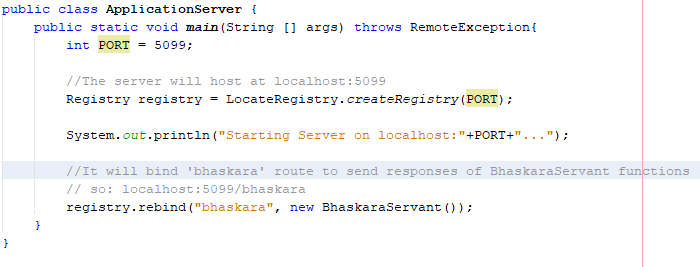 public class ApplicationServer {
    public static void main(String [] args) throws RemoteException{
        int PORT = 5099;
        //The server will host at localhost:5099
        Registry registry = LocateRegistry.createRegistry(PORT);
        System.out.println("Starting Server on localhost:"+PORT+"...");
        //It will bind 'bhaskara' route to send responses of BhaskaraServant functions
        // so: localhost:5099/bhaskara
        registry.rebind("bhaskara", new BhaskaraServant());
    }
}